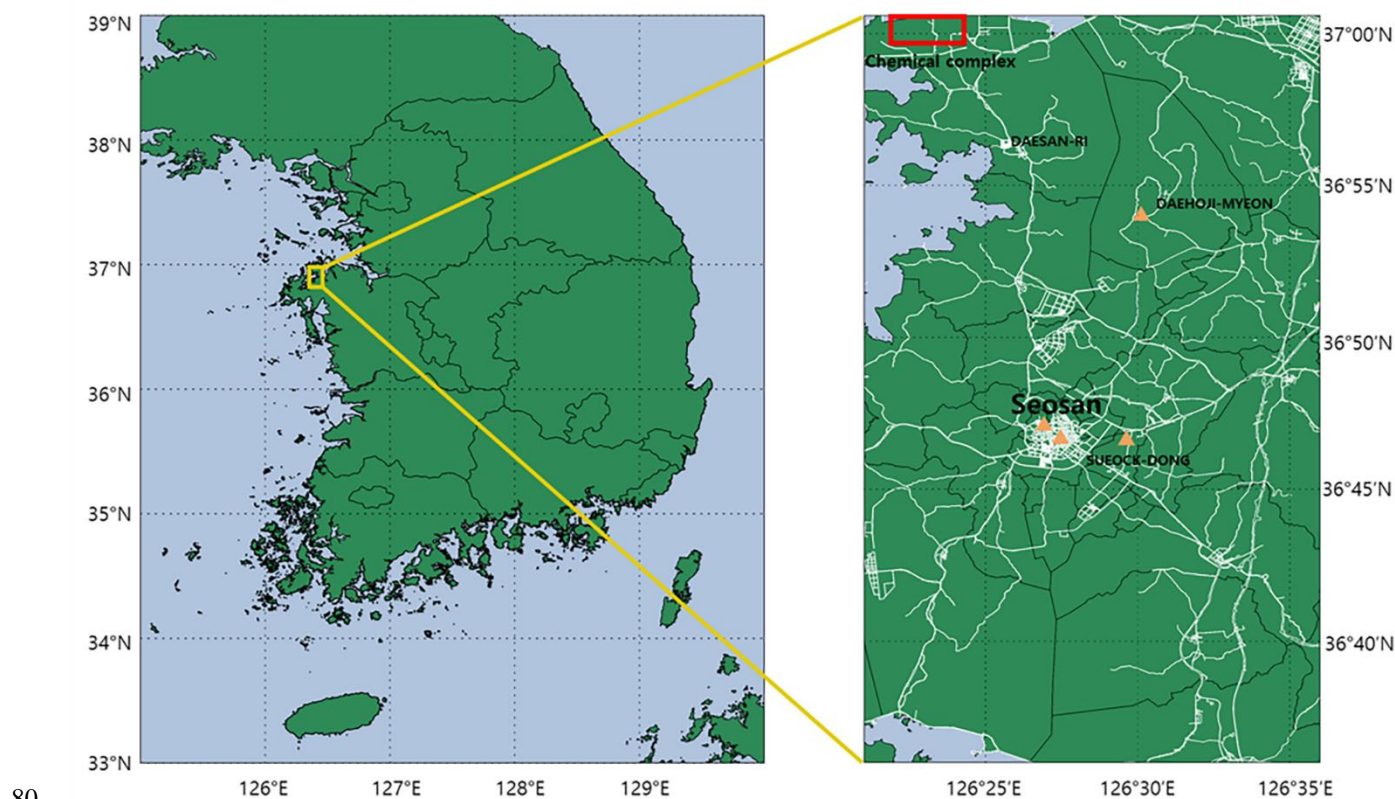 39°N
38°N
37°N
36°N
35°N
34°N
33°N
126°E
127°E
128°E
129°E
37°00'N
Chemical complex
DAESAN-RI
36°55'N
DAEHOJI-MYEON
36°50'N
Seosan
SUEOCK-DONG
36°45'N
36°40'N
126°25'E
126°30'E
126°35'E
80